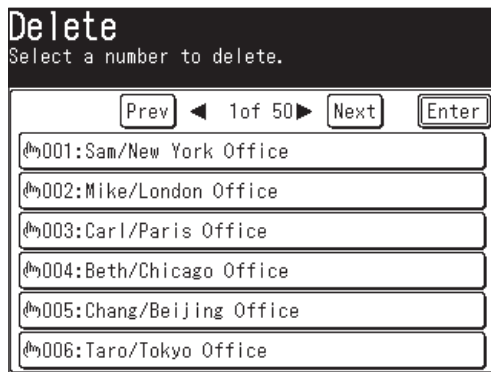 Delete
Select a number to delete.
Prev ◀ 1of 50▶ Next Enter
001:Sam/New York Office
002:Mike/London Office
003:Carl/Paris Office
004:Beth/Chicago Office
005:Chang/Beijing Office
006:Taro/Tokyo Office